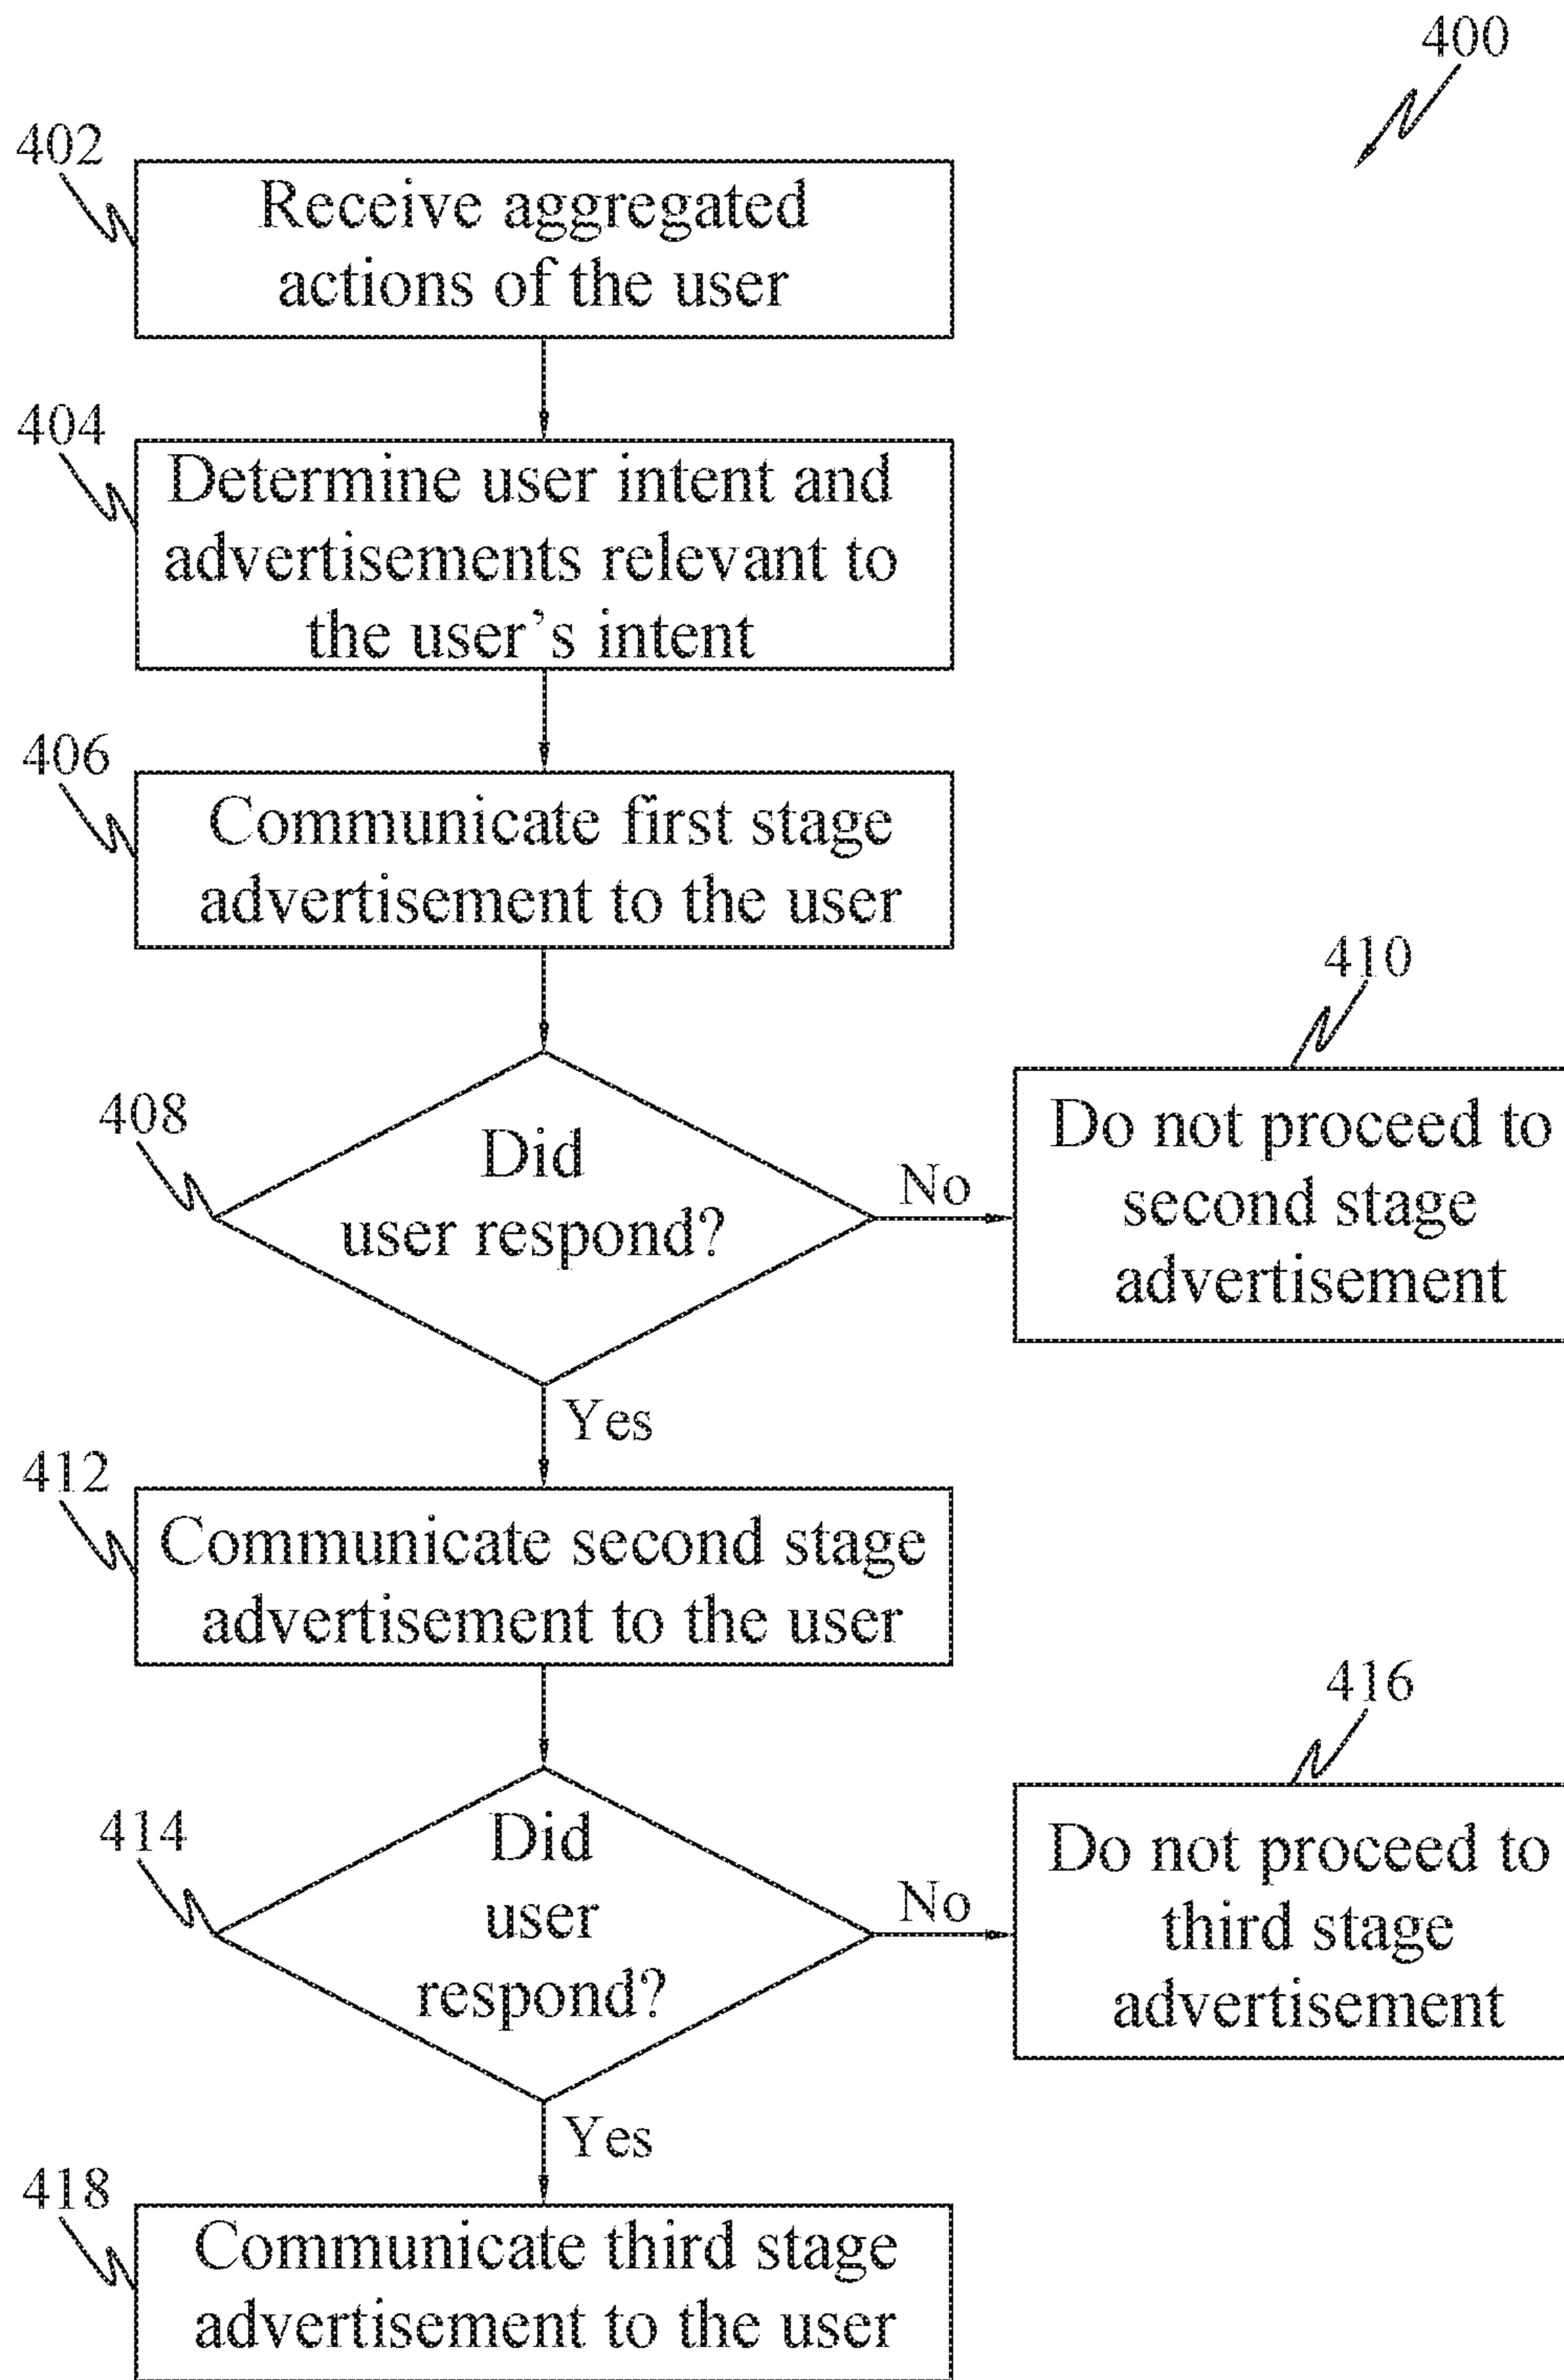 400
402
Receive aggregated
actions of the user
404
Determine user intent and
advertisements relevant to
the user’s intent
406
Communicate first stage
advertisement to the user
408
Did
user respond?
No
410
Do not proceed to
second stage
advertisement
Yes
412
Communicate second stage
advertisement to the user
414
Did
user
respond?
No
416
Do not proceed to
third stage
advertisement
Yes
418
Communicate third stage
advertisement to the user